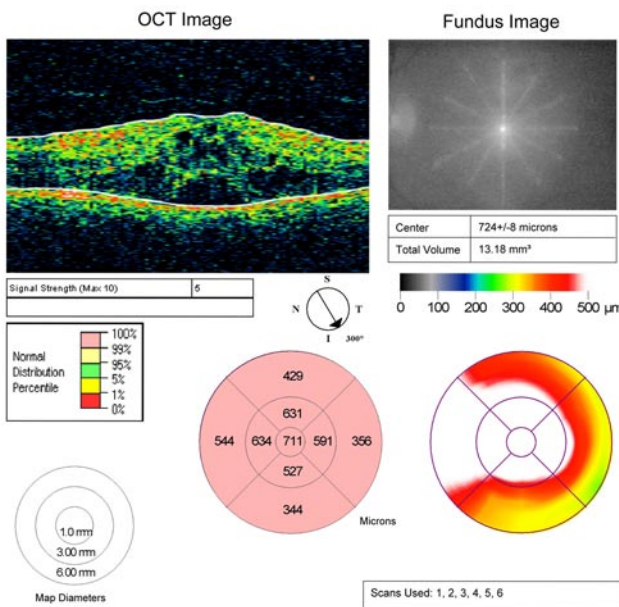 OCT Image
Fundus Image
Center 724+/-8 microns
Total Volume 13.18 mm³
Signal Strength (Max 10) 5
S
N T
I 300°
0 100 200 300 400 500 µm
Normal
Distribution
Percentile
100%
99%
95%
5%
1%
0%
429
631
544 634 711 591 356
527
344
Microns
1.0 mm
3.00 mm
6.00 mm
Map Diameters
Scans Used: 1, 2, 3, 4, 5, 6